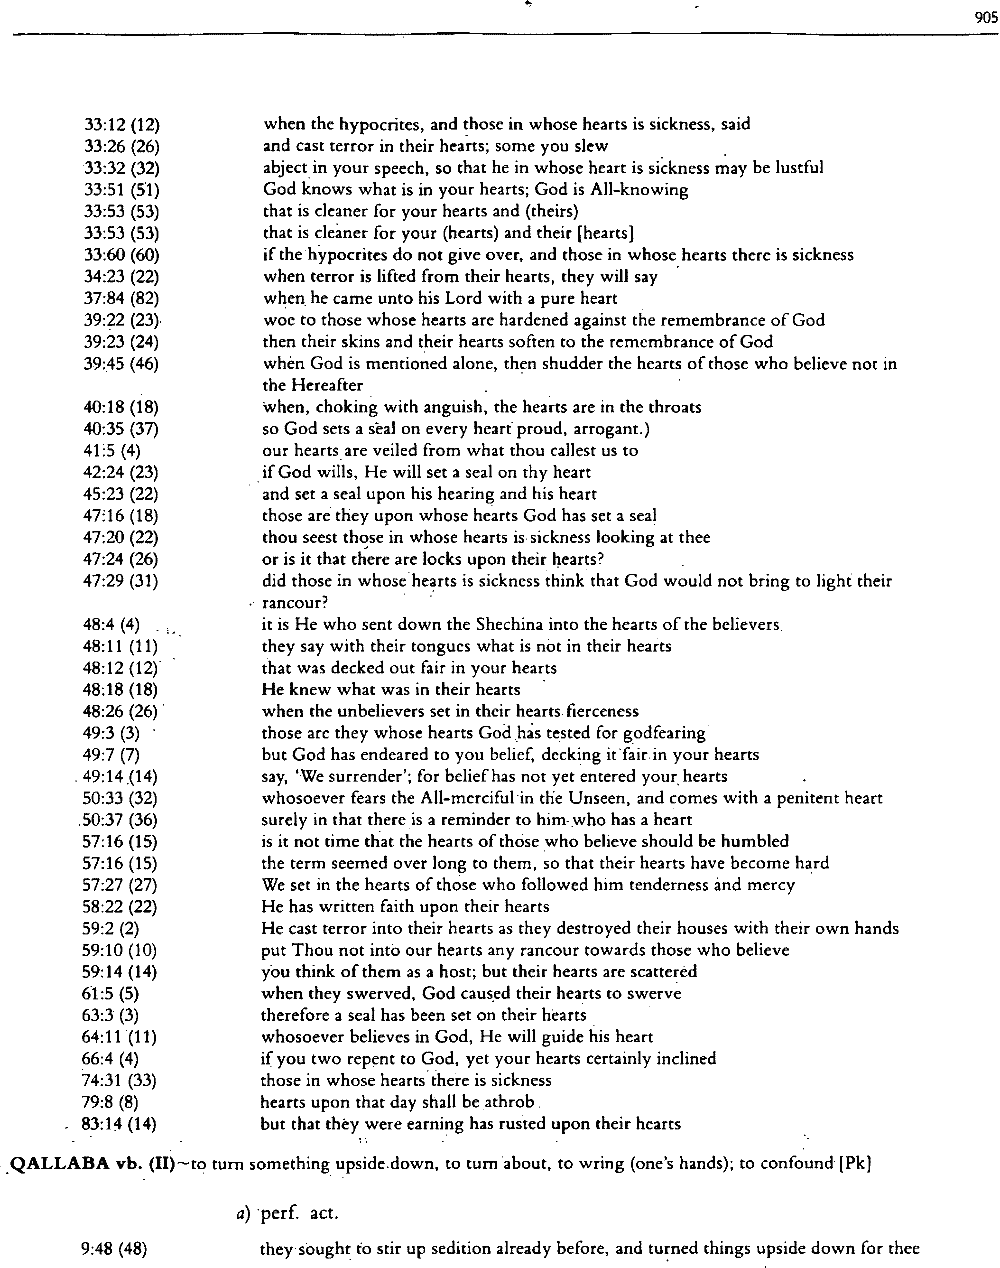 905
33:12 (12) when the hypocrites, and those in whose hearts is sickness, said
33:26 (26) and cast terror in their hearts; some you slew
33:32 (32) abject in your speech, so that he in whose heart is sickness may be lustful
33:51 (51) God knows what is in your hearts; God is All-knowing
33:53 (53) that is cleaner for your hearts and (theirs)
33:53 (53) that is cleaner for your (hearts) and their [hearts]
33:60 (60) if the hypocrites do not give over, and those in whose hearts there is sickness
34:23 (22) when terror is lifted from their hearts, they will say
37:84 (82) when he came unto his Lord with a pure heart
39:22 (23) woe to those whose hearts are hardened against the remembrance of God
39:23 (24) then their skins and their hearts soften to the remembrance of God
39:45 (46) when God is mentioned alone, then shudder the hearts of those who believe not in
the Hereafter
40:18 (18) when, choking with anguish, the hearts are in the throats
40:35 (37) so God sets a seal on every heart proud, arrogant.)
41:5 (4) our hearts are veiled from what thou callest us to
42:24 (23) if God wills, He will set a seal on thy heart
45:23 (22) and set a seal upon his hearing and his heart
47:16 (18) those are they upon whose hearts God has set a seal
47:20 (22) thou seest those in whose hearts is sickness looking at thee
47:24 (26) or is it that there are locks upon their hearts?
47:29 (31) did those in whose hearts is sickness think that God would not bring to light their
rancour?
48:4 (4) it is He who sent down the Shechina into the hearts of the believers
48:11 (11) they say with their tongues what is not in their hearts
48:12 (12) that was decked out fair in your hearts
48:18 (18) He knew what was in their hearts
48:26 (26) when the unbelievers set in their hearts fierceness
49:3 (3) those are they whose hearts God has tested for godfearing
49:7 (7) but God has endeared to you belief, decking it fair in your hearts
49:14 (14) say, 'We surrender'; for belief has not yet entered your hearts
50:33 (32) whosoever fears the All-merciful in the Unseen, and comes with a penitent heart
50:37 (36) surely in that there is a reminder to him who has a heart
57:16 (15) is it not time that the hearts of those who believe should be humbled
57:16 (15) the term seemed over long to them, so that their hearts have become hard
57:27 (27) We set in the hearts of those who followed him tenderness and mercy
58:22 (22) He has written faith upon their hearts
59:2 (2) He cast terror into their hearts as they destroyed their houses with their own hands
59:10 (10) put Thou not into our hearts any rancour towards those who believe
59:14 (14) you think of them as a host; but their hearts are scattered
61:5 (5) when they swerved, God caused their hearts to swerve
63:3 (3) therefore a seal has been set on their hearts
64:11 (11) whosoever believes in God, He will guide his heart
66:4 (4) if you two repent to God, yet your hearts certainly inclined
74:31 (33) those in whose hearts there is sickness
79:8 (8) hearts upon that day shall be athrob
83:14 (14) but that they were earning has rusted upon their hearts
QALLABA vb. (II)~to turn something upside down, to turn about, to wring (one's hands); to confound [Pk]
a) perf. act.
9:48 (48) they sought to stir up sedition already before, and turned things upside down for thee